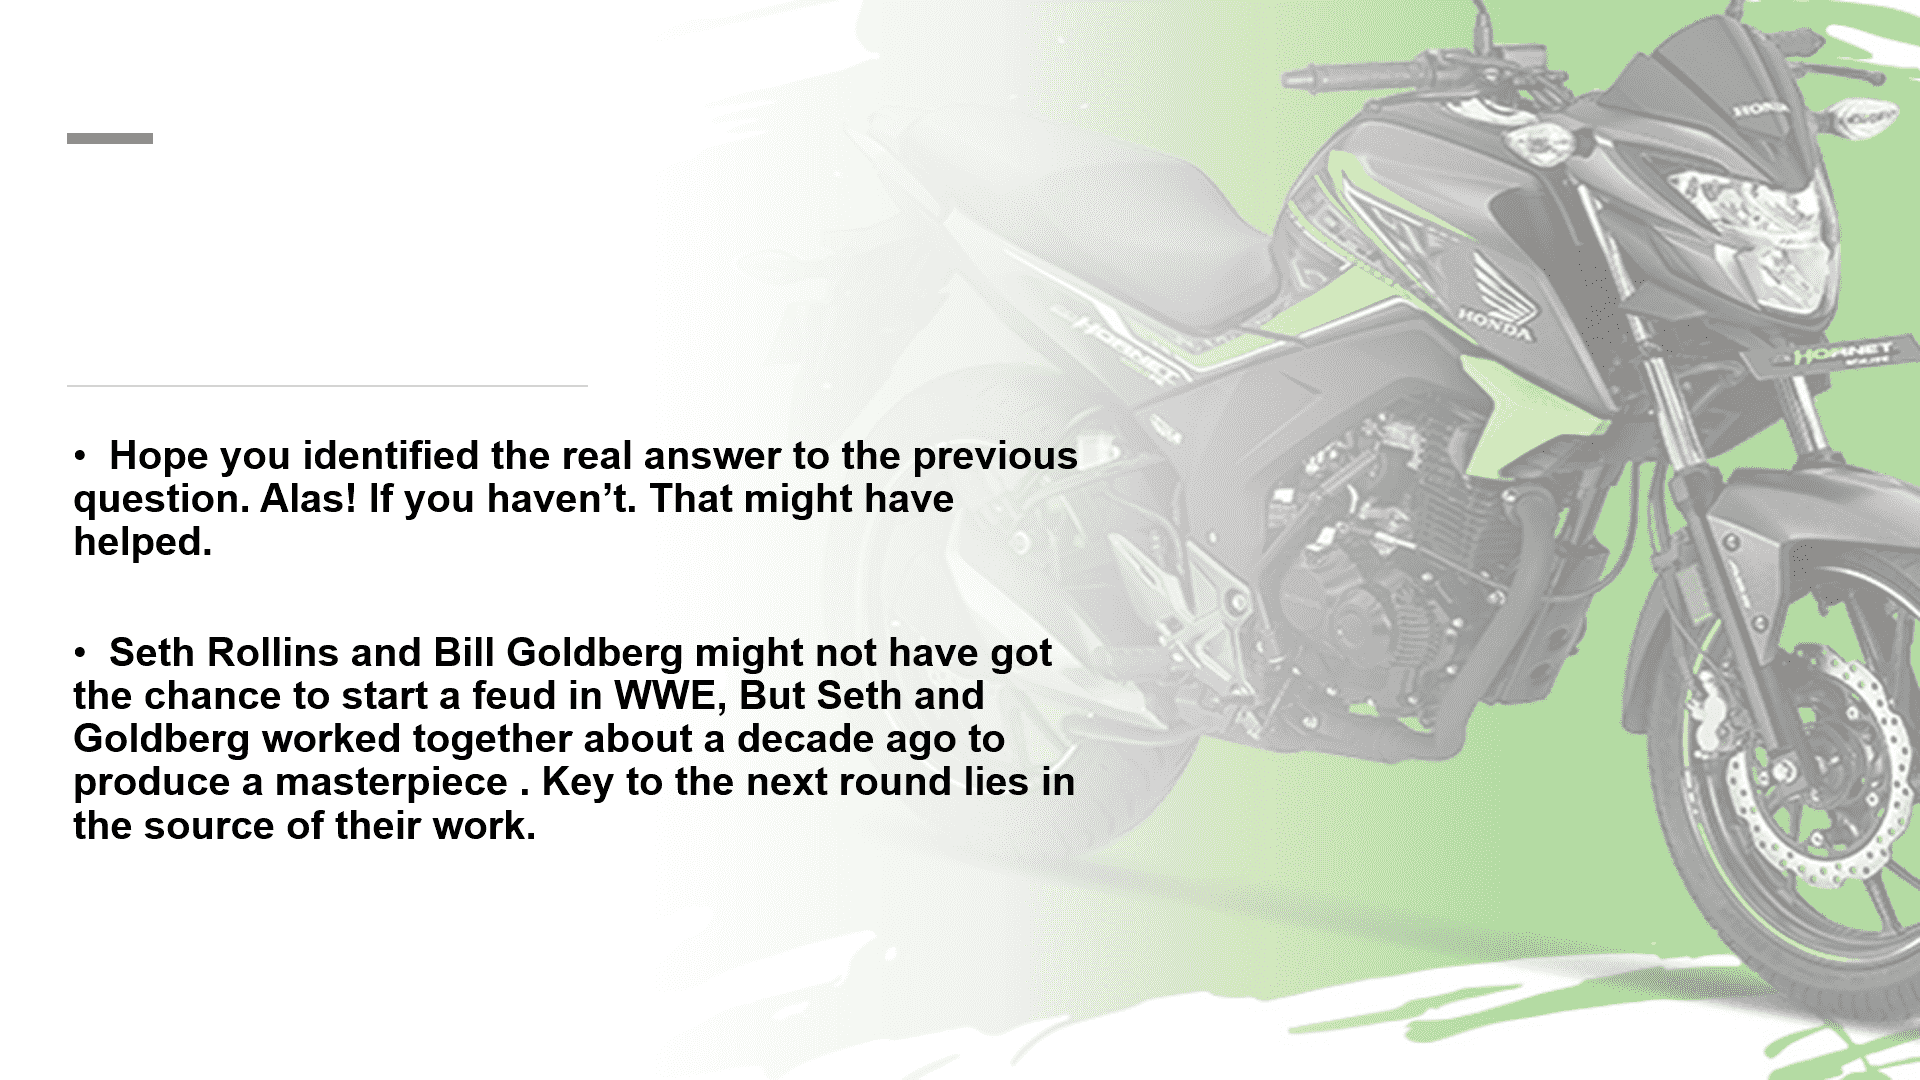 HONDA
HONDA
HORNET
HORNET
• Hope you identified the real answer to the previous
question. Alas! If you haven’t. That might have
helped.
• Seth Rollins and Bill Goldberg might not have got
the chance to start a feud in WWE, But Seth and
Goldberg worked together about a decade ago to
produce a masterpiece . Key to the next round lies in
the source of their work.